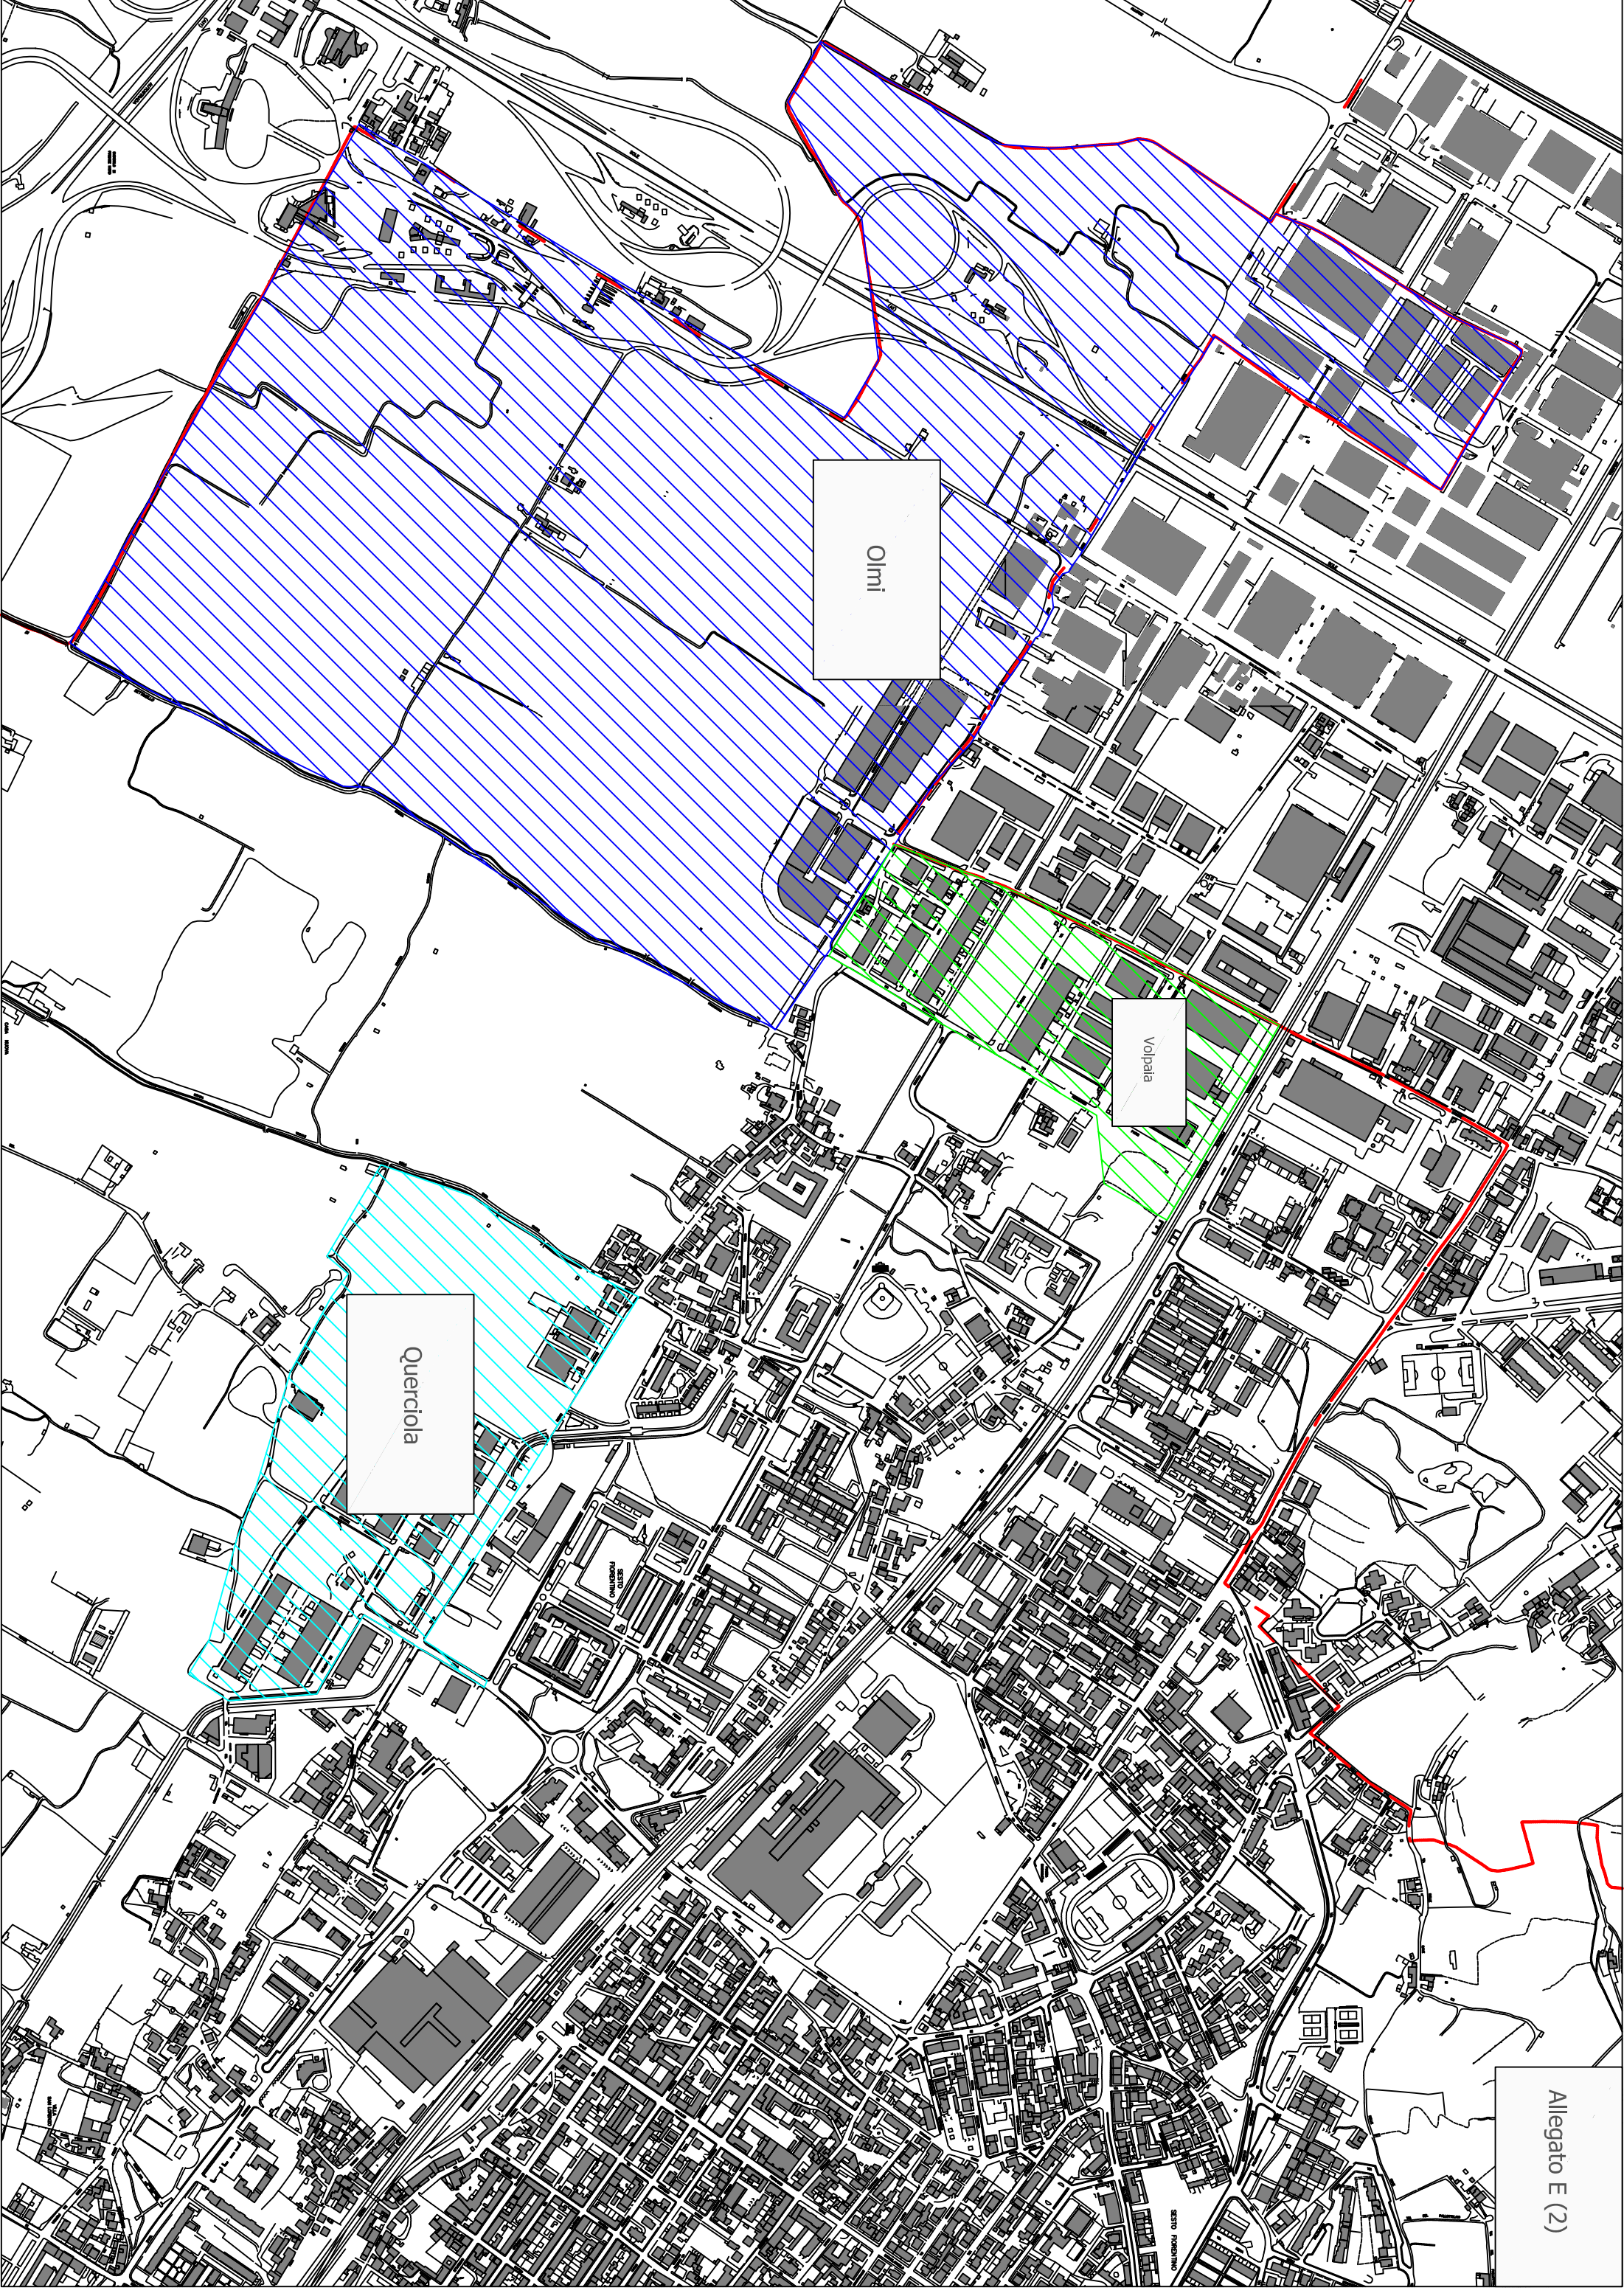 Allegato E (2)
Olmi
Volpaia
Querciola
SESTO
FIORENTINO
SESTO FIORENTINO